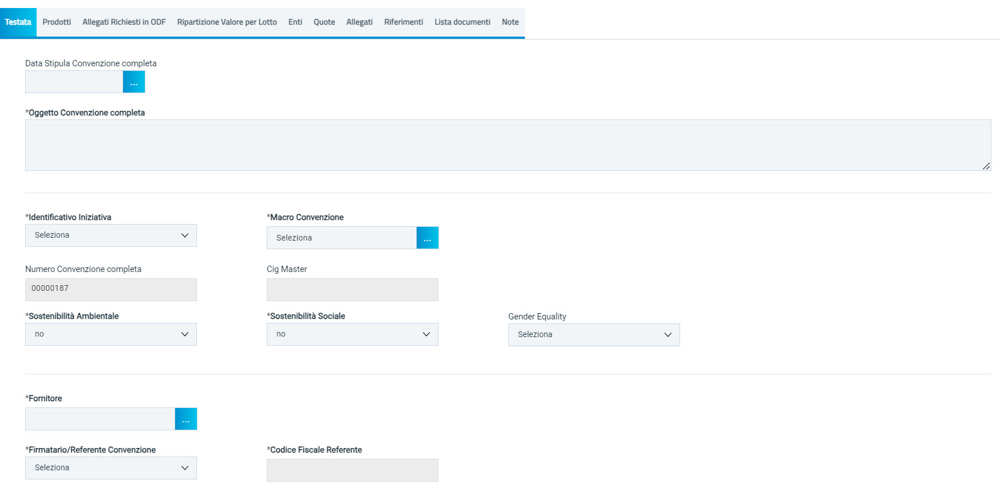 Testata Prodotti Allegati Richiesti in ODF Ripartizione Valore per Lotto Enti Quote Allegati Riferimenti Lista documenti Note
Data Stipula Convenzione completa
...
*Oggetto Convenzione completa
*Identificativo Iniziativa *Macro Convenzione
Seleziona Seleziona ...
Numero Convenzione completa Cig Master
00000187
*Sostenibilità Ambientale *Sostenibilità Sociale Gender Equality
no no Seleziona
*Fornitore
...
*Firmatario/Referente Convenzione *Codice Fiscale Referente
Seleziona